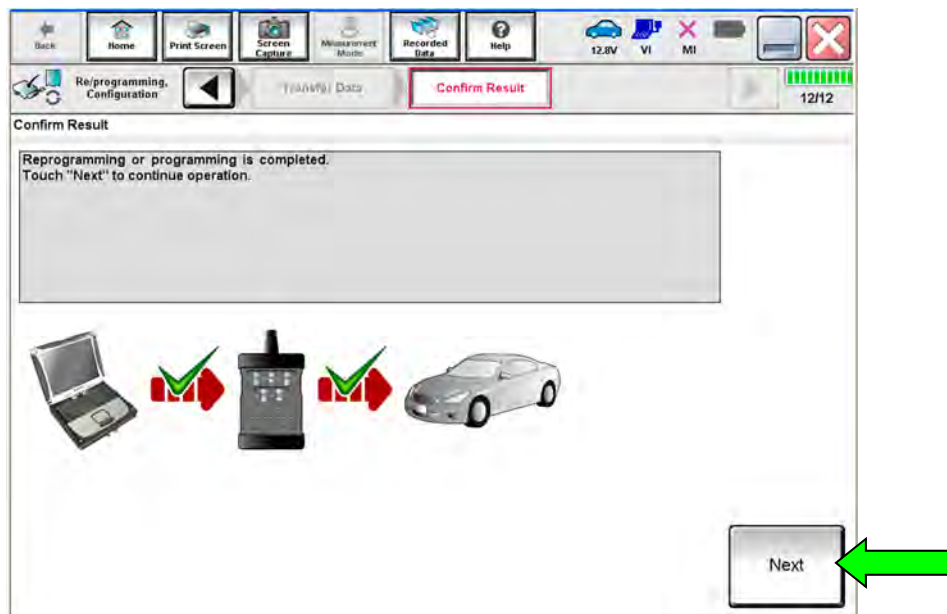 Back
Home
Print Screen
Screen
Capture
Measurement
Mode
Recorded
Data
Help
12.8V
VI
MI
Re/programming,
Configuration
Transfer Data
Confirm Result
12/12
Confirm Result
Reprogramming or programming is completed.
Touch "Next" to continue operation.
Next